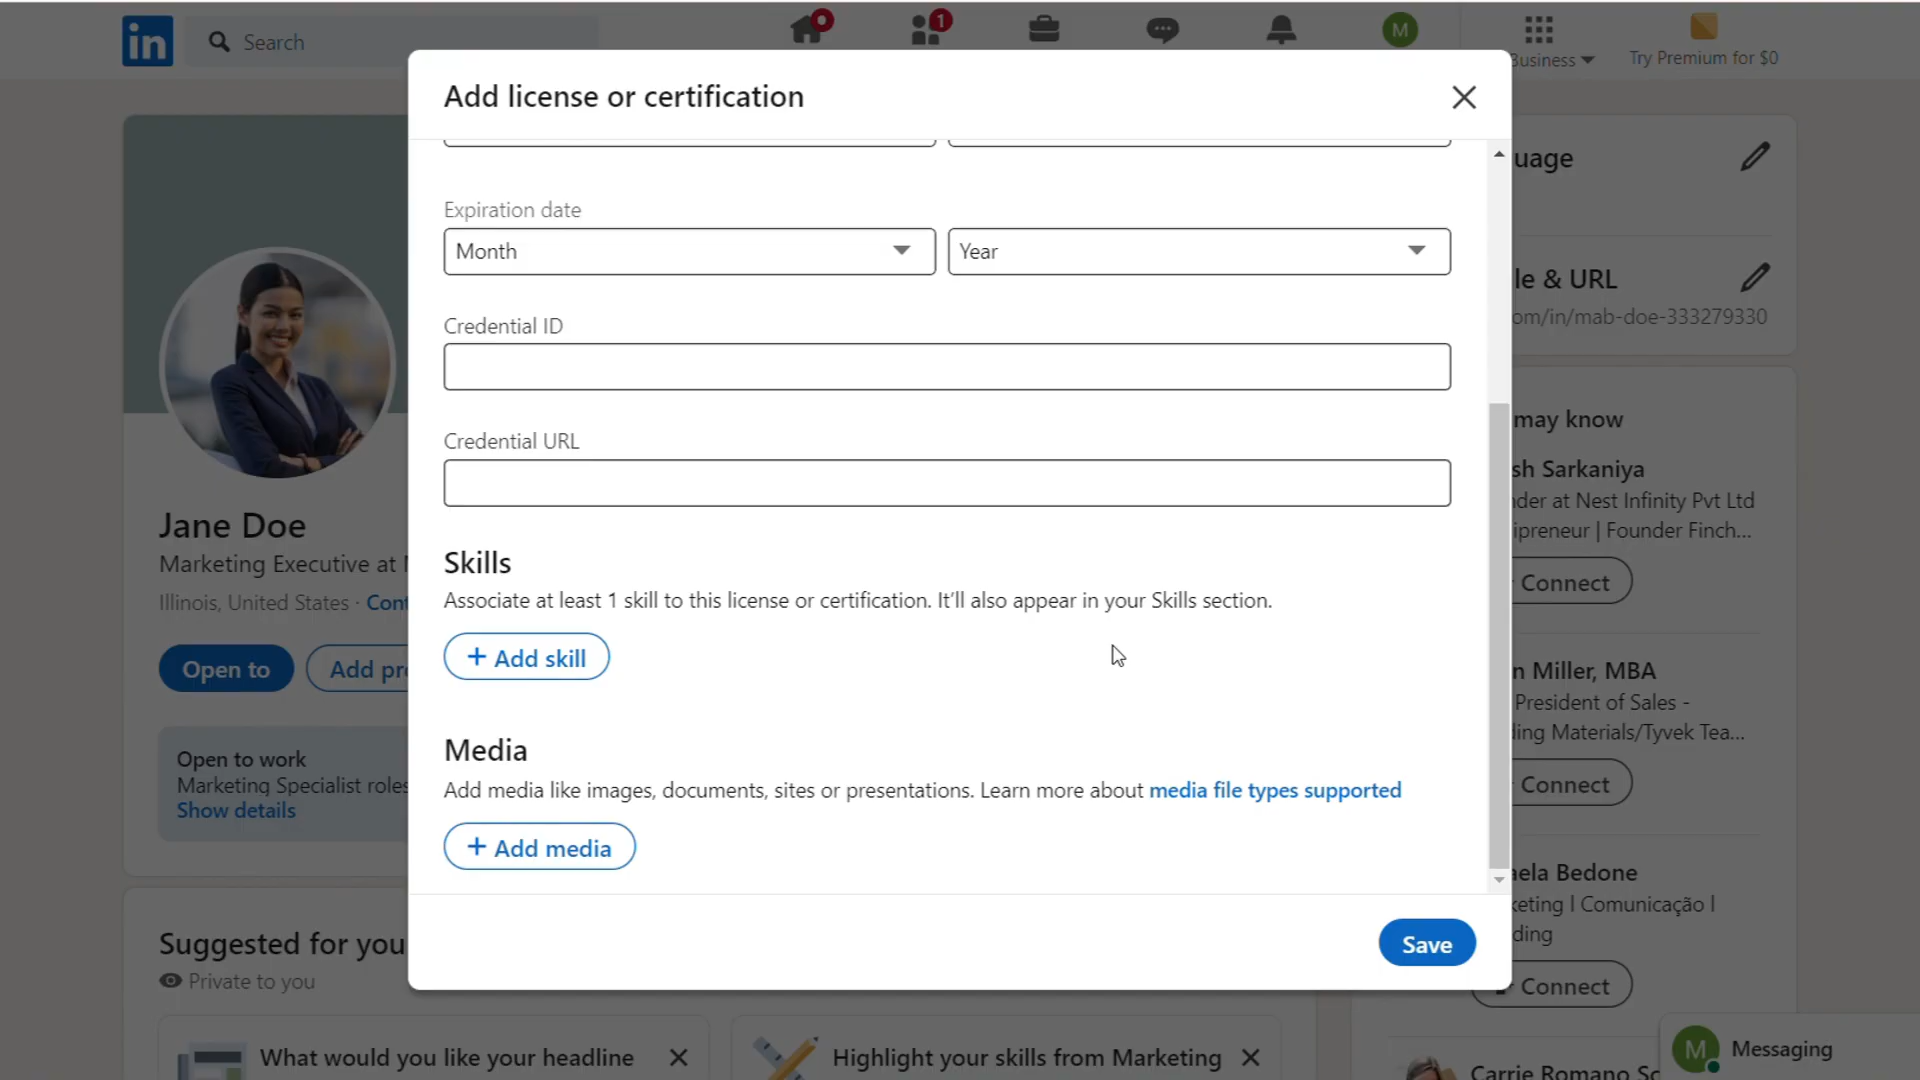 in
Search
1
M
Business
Try Premium for $0
Add license or certification
Expiration date
Month
Year
Credential ID
Credential URL
Skills
Associate at least 1 skill to this license or certification. It'll also appear in your Skills section.
+ Add skill
Media
Add media like images, documents, sites or presentations. Learn more about media file types supported
+ Add media
Save
Jane Doe
Marketing Executive at
Illinois, United States ·
Open to
Add
Open to work
Marketing Specialist roles
Show details
Suggested for you
Private to you
What would you like your headline
Highlight your skills from Marketing
uage
le & URL
om/in/mab-doe-333279330
may know
sh Sarkaniya
der at Nest Infinity Pvt Ltd
ipreneur | Founder Finch...
Connect
n Miller, MBA
President of Sales -
ding Materials/Tyvek Tea...
Connect
aela Bedone
keting l Comunicação l
ding
Connect
Carrie Romano
M
Messaging